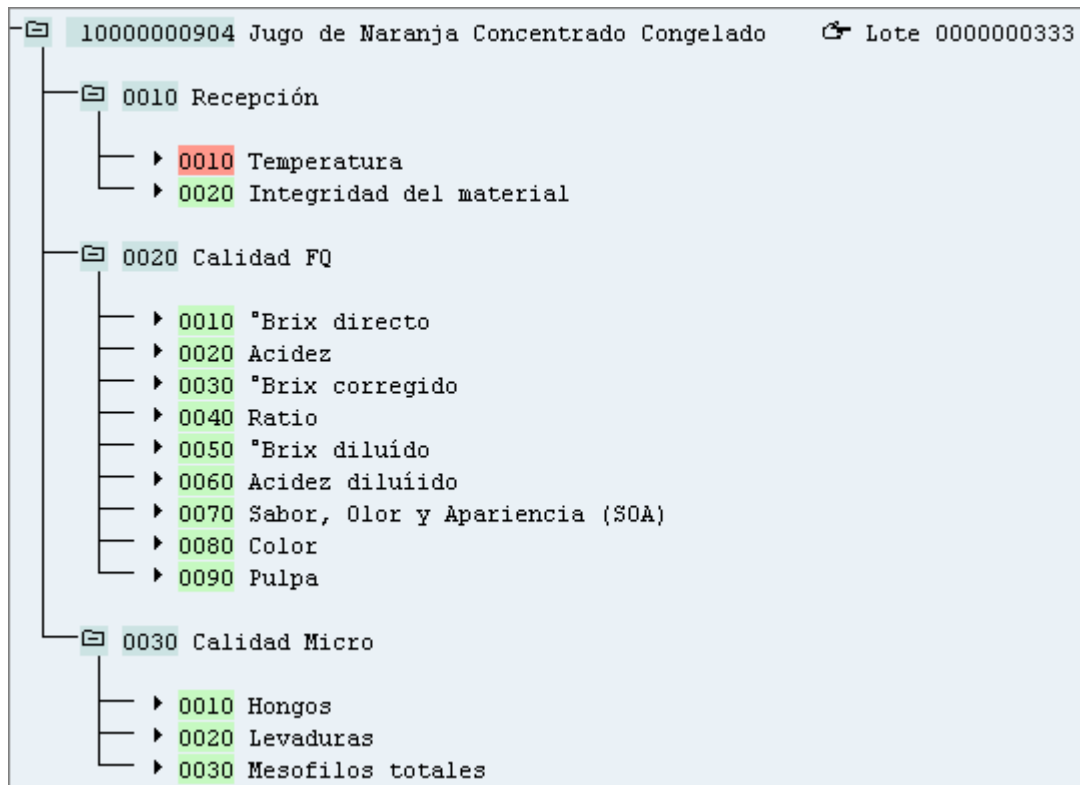 10000000904 Jugo de Naranja Concentrado Congelado Lote 0000000333
0010 Recepción
0010 Temperatura
0020 Integridad del material
0020 Calidad FQ
0010 °Brix directo
0020 Acidez
0030 °Brix corregido
0040 Ratio
0050 °Brix diluído
0060 Acidez diluíido
0070 Sabor, Olor y Apariencia (SOA)
0080 Color
0090 Pulpa
0030 Calidad Micro
0010 Hongos
0020 Levaduras
0030 Mesofilos totales